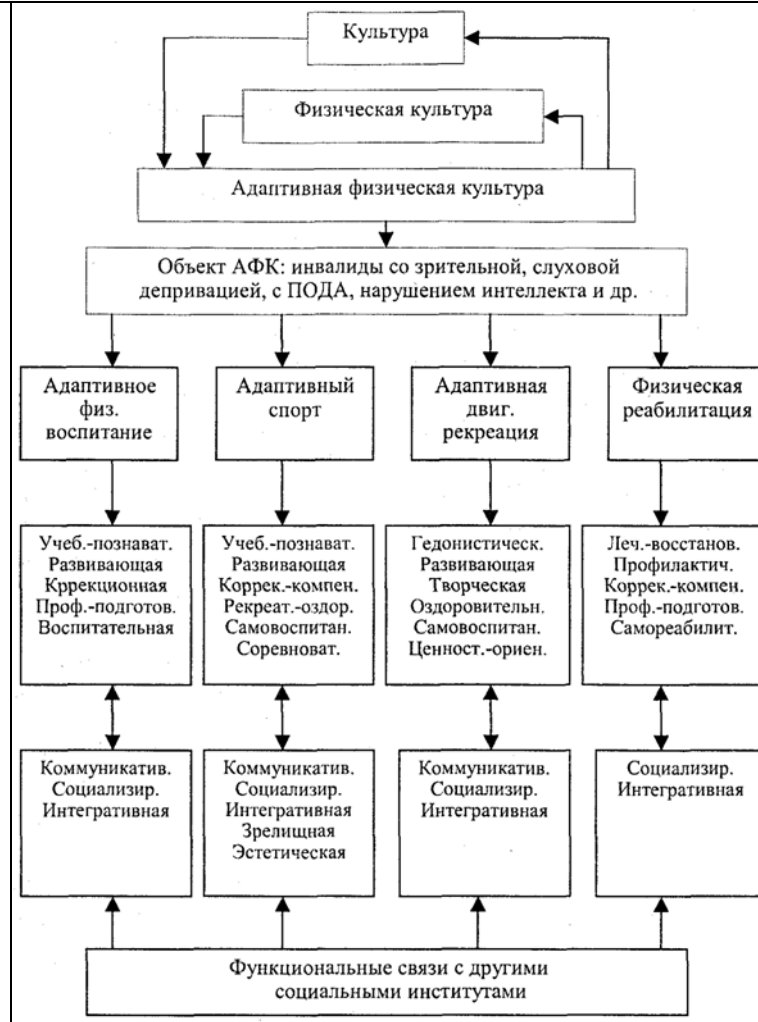 Культура
Физическая культура
Адаптивная физическая культура
Объект АФК: инвалиды со зрительной, слуховой
депривацией, с ПОДА, нарушением интеллекта и др.
Адаптивное
физ.
воспитание
Адаптивный
спорт
Адаптивная
двиг.
рекреация
Физическая
реабилитация
Учеб.-познават.
Развивающая
Кррекционная
Проф.-подготов.
Воспитательная
Учеб.-познават.
Развивающая
Коррек.-компен.
Рекреат.-оздор.
Самовоспитан.
Соревноват.
Гедонистическ.
Развивающая
Творческая
Оздоровительн.
Самовоспитан.
Ценност.-ориен.
Леч.-восстанов.
Профилактич.
Коррек.-компен.
Проф.-подготов.
Самореабилит.
Коммуникатив.
Социализир.
Интегративная
Коммуникатив.
Социализир.
Интегративная
Зрелищная
Эстетическая
Коммуникатив.
Социализир.
Интегративная
Социализир.
Интегративная
Функциональные связи с другими
социальными институтами